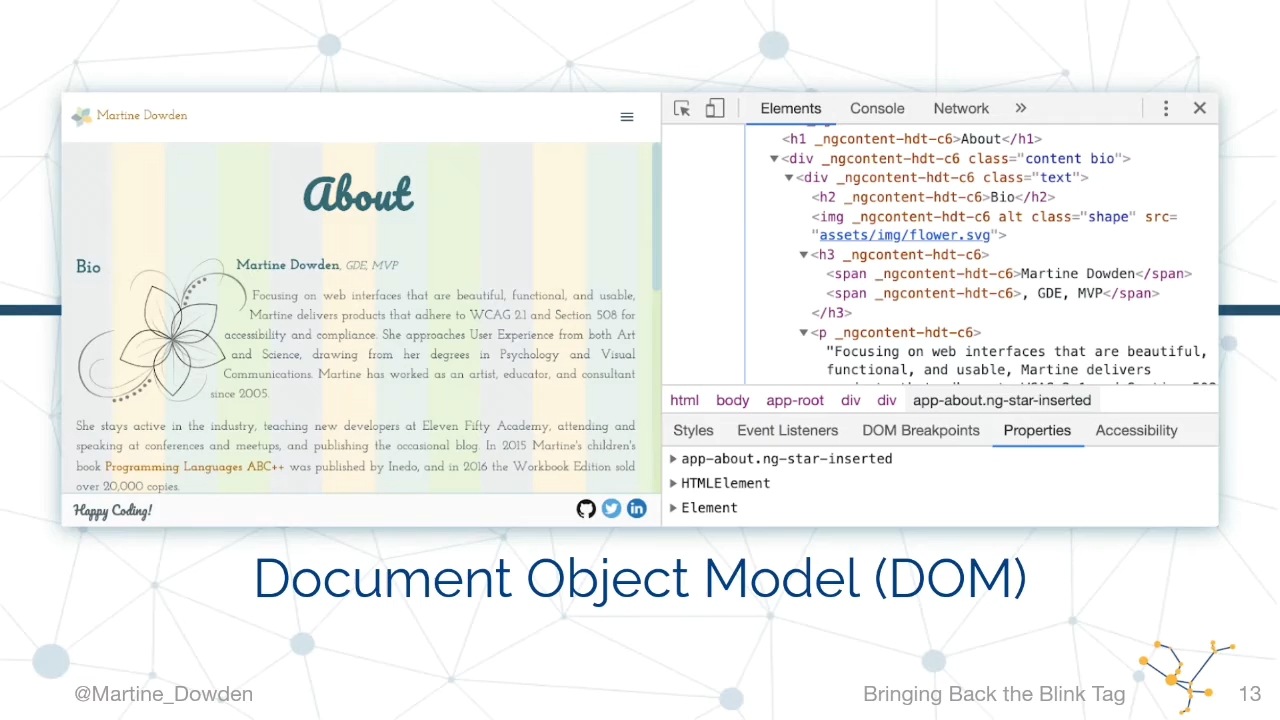 Martine Dowden
About
Bio
Martine Dowden, GDE, MVP
Focusing on web interfaces that are beautiful, functional, and usable,
Martine delivers products that adhere to WCAG 2.1 and Section 508 for
accessibility and compliance. She approaches User Experience from both Art
and Science, drawing from her degrees in Psychology and Visual
Communications. Martine has worked as an artist, educator, and consultant
since 2005.
She stays active in the industry, teaching new developers at Eleven Fifty Academy, attending and
speaking at conferences and meetups, and publishing the occasional blog. In 2015 Martine's children's
book Programming Languages ABC++ was published by Inedo, and in 2016 the Workbook Edition sold
over 20,000 copies.
Happy Coding!
Elements Console Network »
<h1 _ngcontent-hdt-c6>About</h1>
<div _ngcontent-hdt-c6 class="content bio">
<div _ngcontent-hdt-c6 class="text">
<h2 _ngcontent-hdt-c6>Bio</h2>
<img _ngcontent-hdt-c6 alt class="shape" src=
"assets/img/flower.svg">
<h3 _ngcontent-hdt-c6>
<span _ngcontent-hdt-c6>Martine Dowden</span>
<span _ngcontent-hdt-c6>, GDE, MVP</span>
</h3>
<p _ngcontent-hdt-c6>
"Focusing on web interfaces that are beautiful,
functional, and usable, Martine delivers
html body app-root div div app-about.ng-star-inserted
Styles Event Listeners DOM Breakpoints Properties Accessibility
app-about.ng-star-inserted
HTMLElement
Element
Document Object Model (DOM)
@Martine_Dowden
Bringing Back the Blink Tag 13